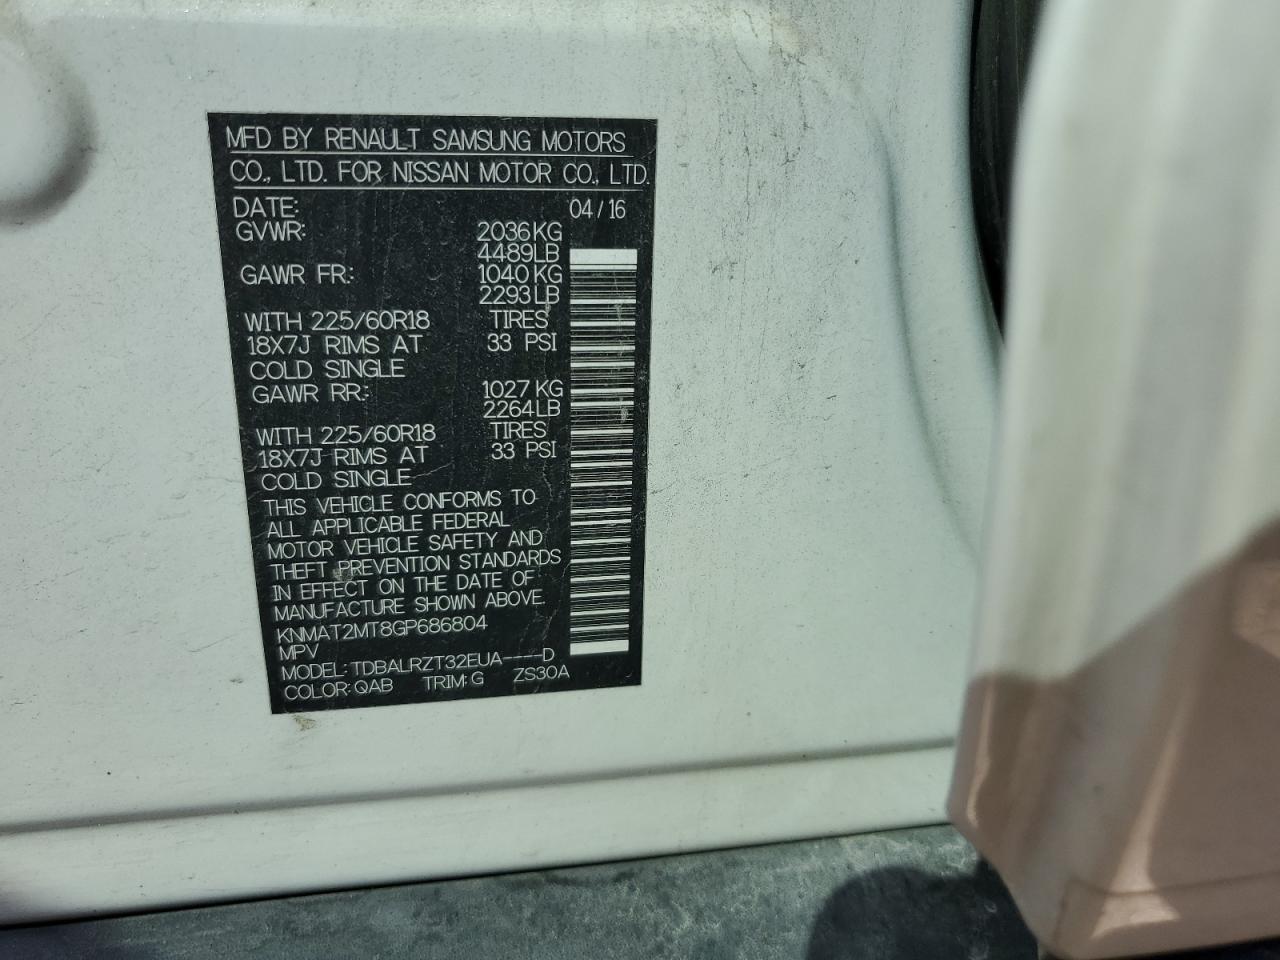 MFD BY RENAULT SAMSUNG MOTORS
CO., LTD. FOR NISSAN MOTOR CO., LTD.
DATE: 04/16
GVWR: 2036KG
4489LB
GAWR FR: 1040KG
2293LB
WITH 225/60R18 TIRES
18X7J RIMS AT 33 PSI
COLD SINGLE
GAWR RR: 1027KG
2264LB
WITH 225/60R18 TIRES
18X7J RIMS AT 33 PSI
COLD SINGLE
THIS VEHICLE CONFORMS TO
ALL APPLICABLE FEDERAL
MOTOR VEHICLE SAFETY AND
THEFT PREVENTION STANDARDS
IN EFFECT ON THE DATE OF
MANUFACTURE SHOWN ABOVE.
KNMAT2MT8GP686804
MPV
MODEL: TDBALRZT32EUA----D
COLOR: QAB TRIM: G ZS30A